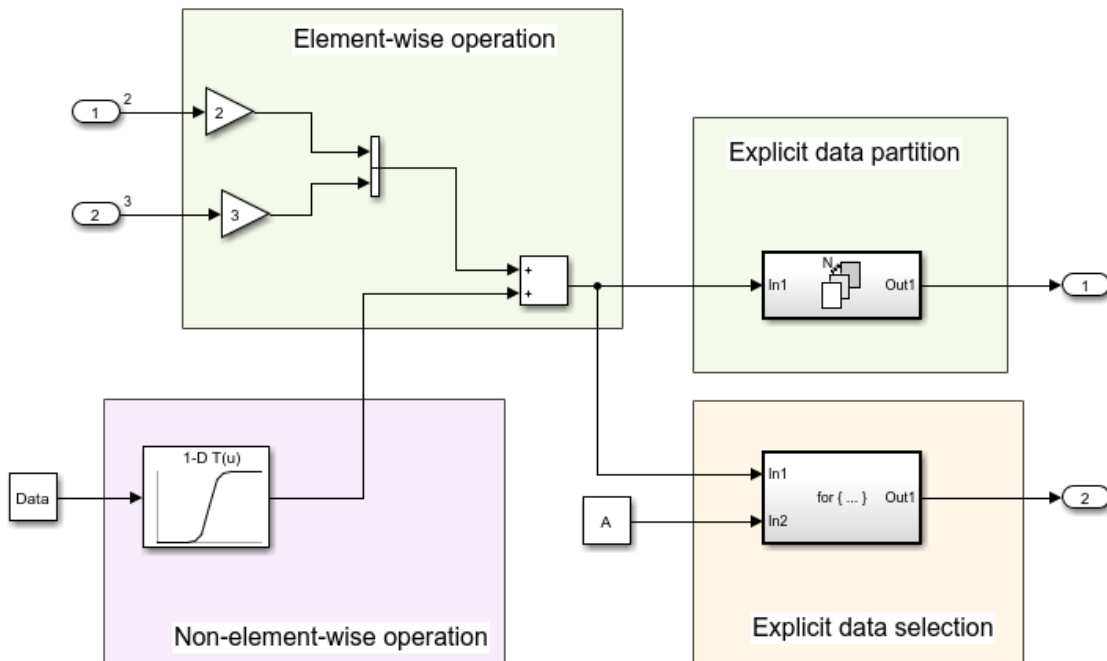 Element-wise operation
2
1
2
3
2
3
+
+
Explicit data partition
In1
N
Out1
1
1-D T(u)
Data
Non-element-wise operation
In1
for { ... }
Out1
2
A
In2
Explicit data selection